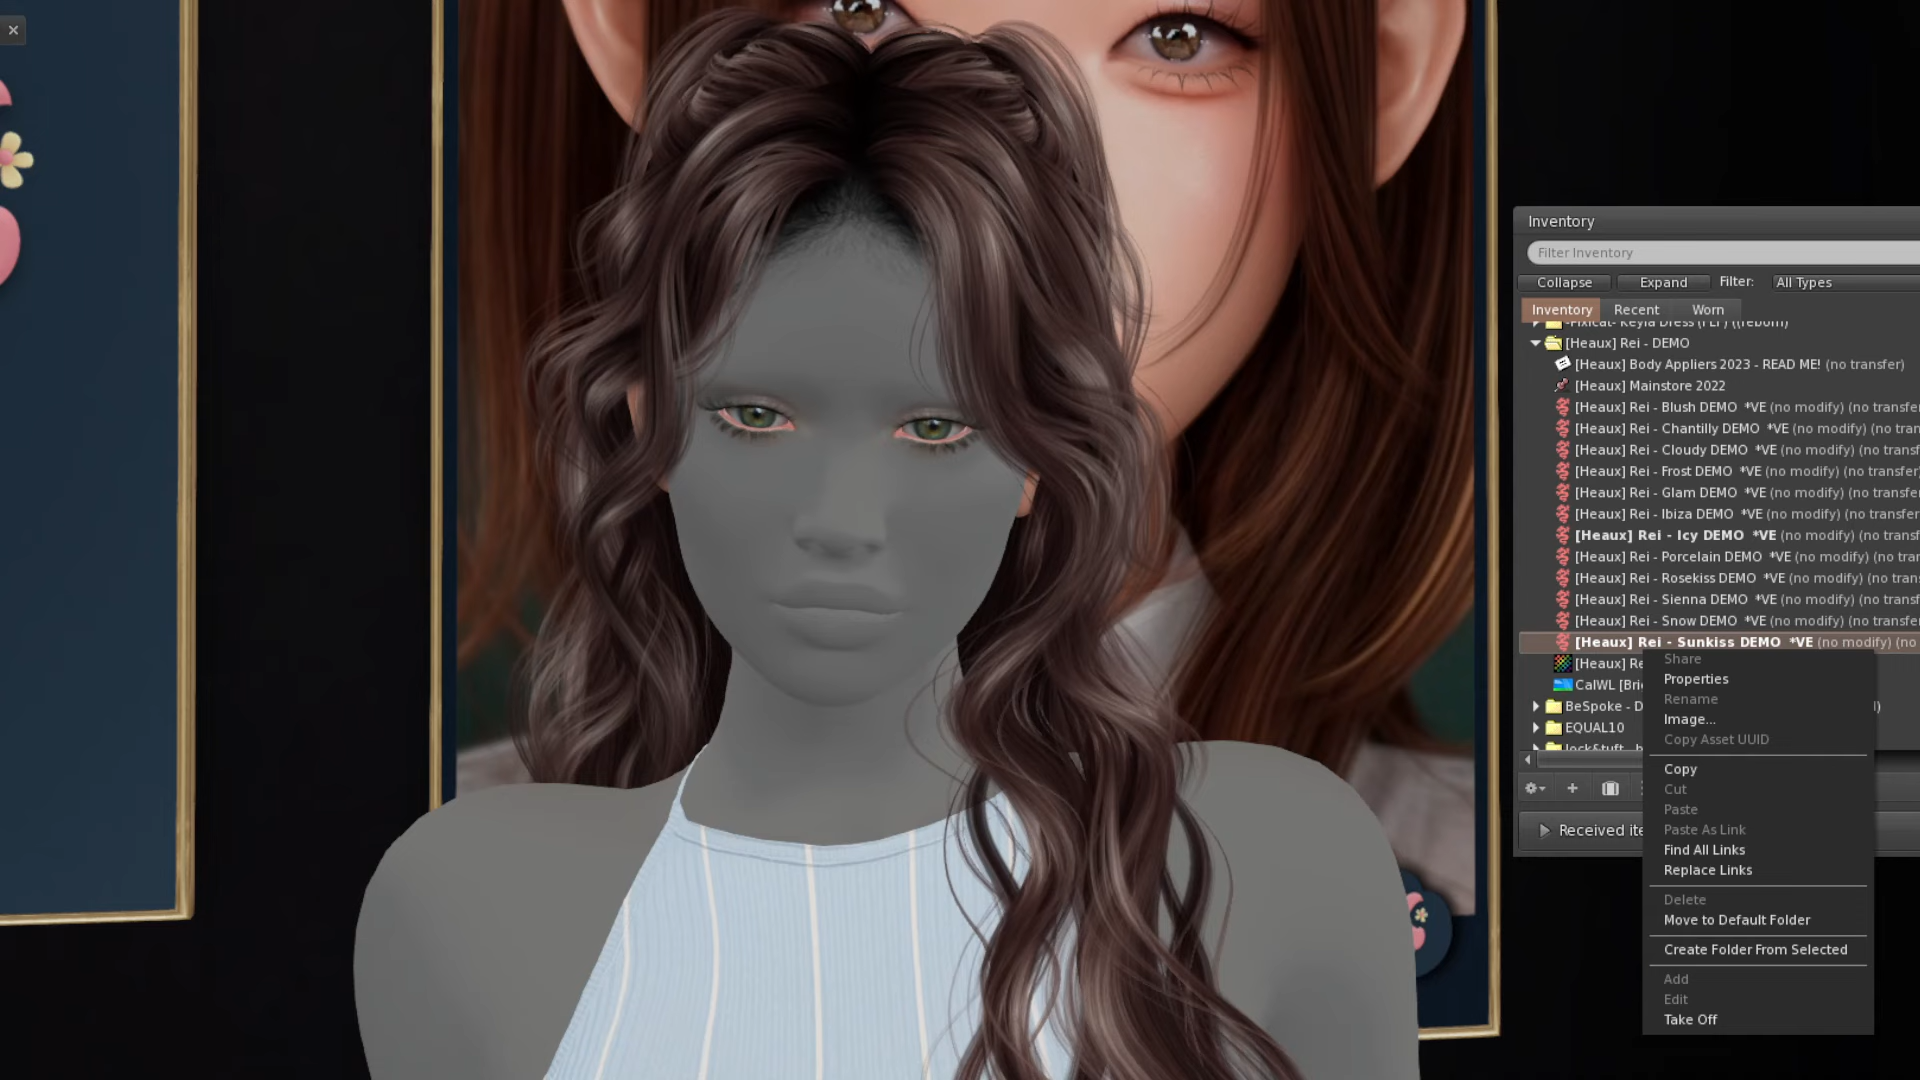 Inventory
Filter Inventory
Collapse
Expand
Filter:
All Types
Inventory
Recent
Worn
-Pixicat- Keyla Dress (FLF) ((reborn)
[Heaux] Rei - DEMO
[Heaux] Body Appliers 2023 - READ ME! (no transfer)
[Heaux] Mainstore 2022
[Heaux] Rei - Blush DEMO *VE (no modify) (no transfer
[Heaux] Rei - Chantilly DEMO *VE (no modify) (no tran
[Heaux] Rei - Cloudy DEMO *VE (no modify) (no transf
[Heaux] Rei - Frost DEMO *VE (no modify) (no transfer
[Heaux] Rei - Glam DEMO *VE (no modify) (no transfe
[Heaux] Rei - Ibiza DEMO *VE (no modify) (no transfer
[Heaux] Rei - Icy DEMO *VE (no modify) (no transfer
[Heaux] Rei - Porcelain DEMO *VE (no modify) (no tran
[Heaux] Rei - Rosekiss DEMO *VE (no modify) (no trans
[Heaux] Rei - Sienna DEMO *VE (no modify) (no transf
[Heaux] Rei - Snow DEMO *VE (no modify) (no transfe
[Heaux] Rei - Sunkiss DEMO *VE (no modify) (no
[Heaux] Re
CalWL [Bri
BeSpoke - D
EQUAL10
Received ite
Share
Properties
Rename
Image...
Copy Asset UUID
Copy
Cut
Paste
Paste As Link
Find All Links
Replace Links
Delete
Move to Default Folder
Create Folder From Selected
Add
Edit
Take Off